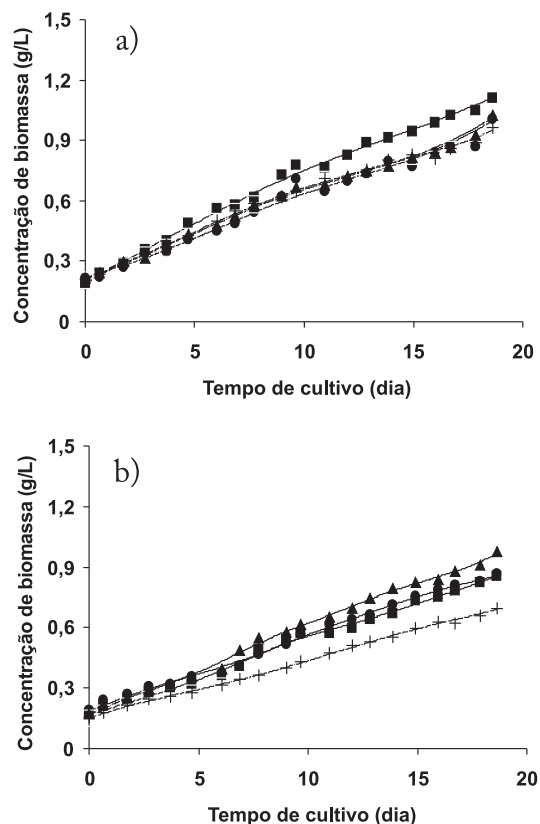 a)
Concentração de biomassa (g/L)
1,5
1,2
0,9
0,6
0,3
0
0 5 10 15 20
Tempo de cultivo (dia)
b)
Concentração de biomassa (g/L)
1,5
1,2
0,9
0,6
0,3
0
0 5 10 15 20
Tempo de cultivo (dia)